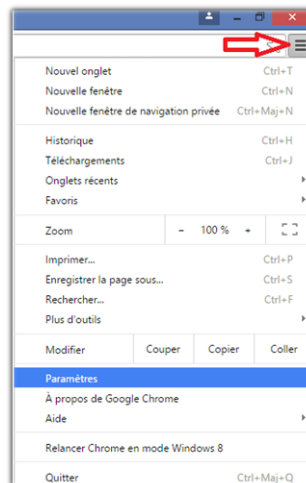 Nouvel onglet Ctrl+T
Nouvelle fenêtre Ctrl+N
Nouvelle fenêtre de navigation privée Ctrl+Maj+N
Historique Ctrl+H
Téléchargements Ctrl+J
Onglets récents
Favoris
Zoom - 100 % +
Imprimer... Ctrl+P
Enregistrer la page sous... Ctrl+S
Rechercher... Ctrl+F
Plus d'outils
Modifier Couper Copier Coller
Paramètres
À propos de Google Chrome
Aide
Relancer Chrome en mode Windows 8
Quitter Ctrl+Maj+Q